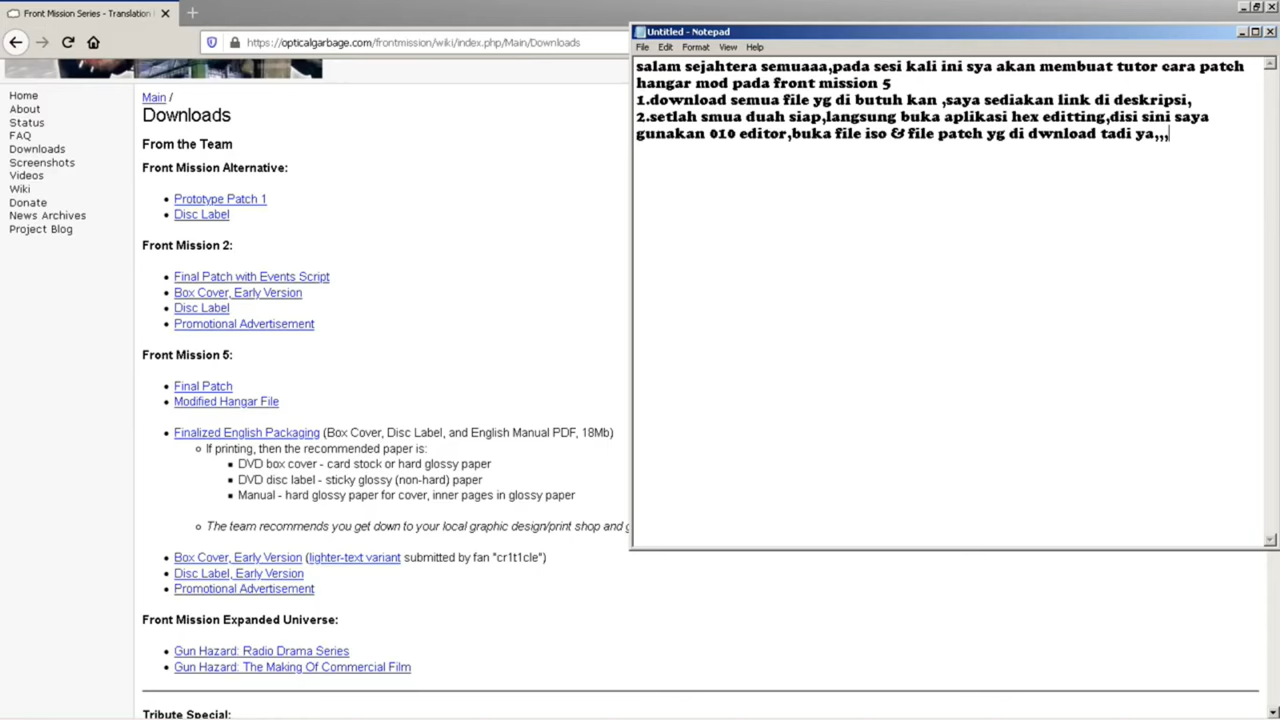 Front Mission Series - Translation
https://opticalgarbage.com/frontmission/wiki/index.php/Main/Downloads
Home
About
Status
FAQ
Downloads
Screenshots
Videos
Wiki
Donate
News Archives
Project Blog
Main /
Downloads
From the Team
Front Mission Alternative:
Prototype Patch 1
Disc Label
Front Mission 2:
Final Patch with Events Script
Box Cover, Early Version
Disc Label
Promotional Advertisement
Front Mission 5:
Final Patch
Modified Hangar File
Finalized English Packaging (Box Cover, Disc Label, and English Manual PDF, 18Mb)
If printing, then the recommended paper is:
DVD box cover - card stock or hard glossy paper
DVD disc label - sticky glossy (non-hard) paper
Manual - hard glossy paper for cover, inner pages in glossy paper
The team recommends you get down to your local graphic design/print shop and g
Box Cover, Early Version (lighter-text variant submitted by fan "cr1t1cle")
Disc Label, Early Version
Promotional Advertisement
Front Mission Expanded Universe:
Gun Hazard: Radio Drama Series
Gun Hazard: The Making Of Commercial Film
Tribute Special:
Untitled - Notepad
File Edit Format View Help
salam sejahtera semuaaa,pada sesi kali ini sya akan membuat tutor cara patch
hangar mod pada front mission 5
1.download semua file yg di butuh kan ,saya sediakan link di deskripsi,
2.setlah smua duah siap,langsung buka aplikasi hex editting,disi sini saya
gunakan 010 editor,buka file iso & file patch yg di dwnload tadi ya,,,